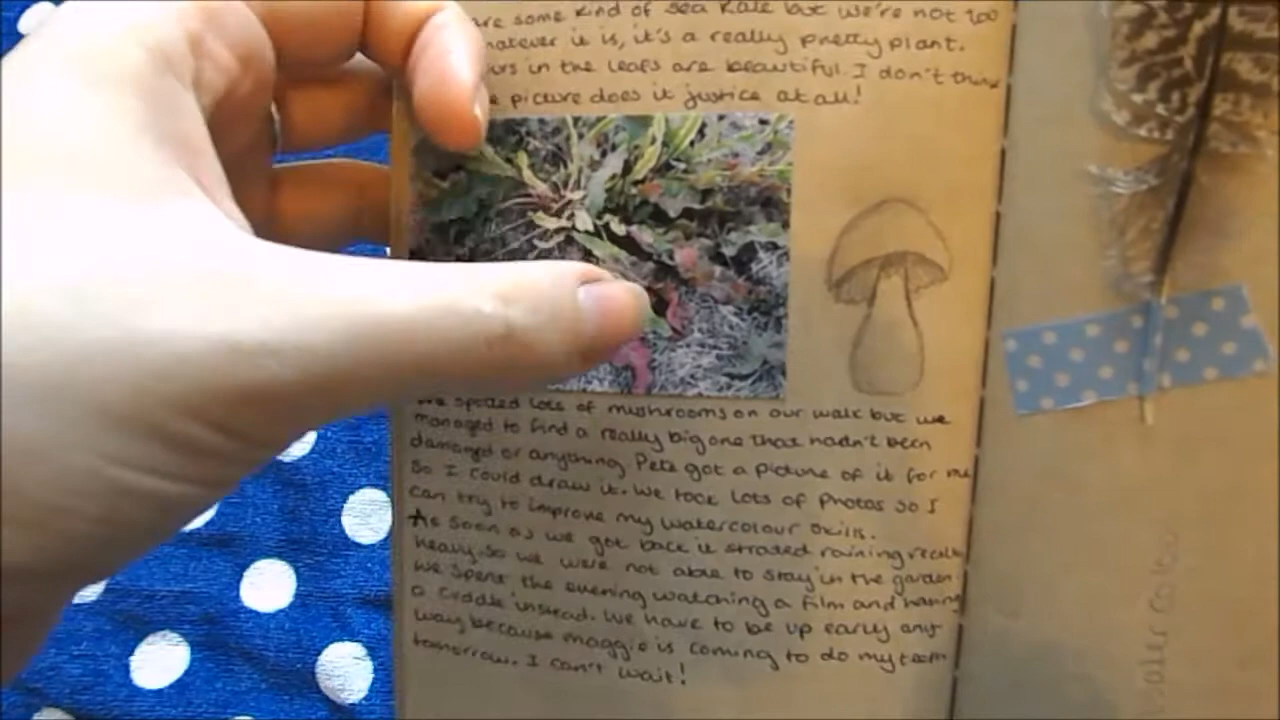 are some kind of sea kale but we're not too
whatever it is, it's a really pretty plant.
in the leafs are beautiful. I don't think
picture does it justice at all!
We spotted lots of mushrooms on our walk but we
managed to find a really big one that hadn't been
damaged or anything Pete got a picture of it for me
so I could draw it. We took lots of photos so I
can try to improve my watercolour skills.
As soon as we got back it strated raining
heavy so we were not able to stay in the garden.
We spent the evening watching a film and having
a cuddle instead. We have to be up early any
way because maggie is coming to do my
tomorrow. I can't wait!